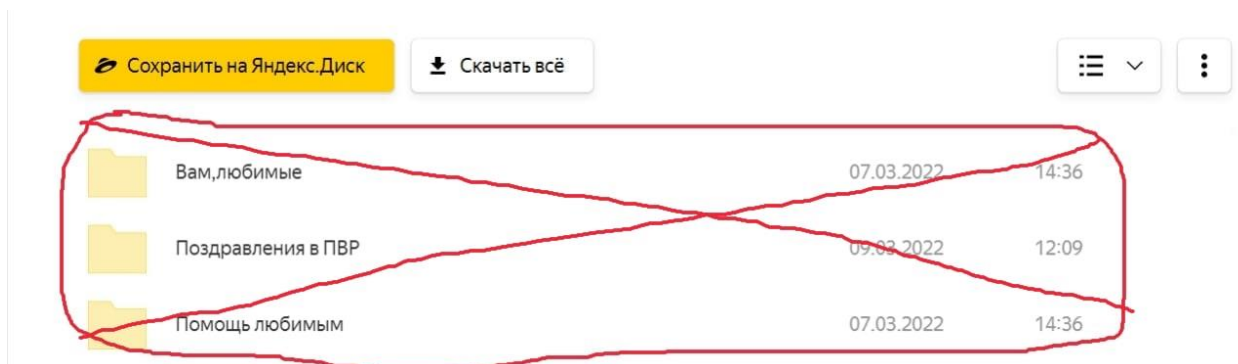 Сохранить на Яндекс.Диск Скачать всё
Вам,любимые 07.03.2022 14:36
Поздравления в ПВР 09.03.2022 12:09
Помощь любимым 07.03.2022 14:36